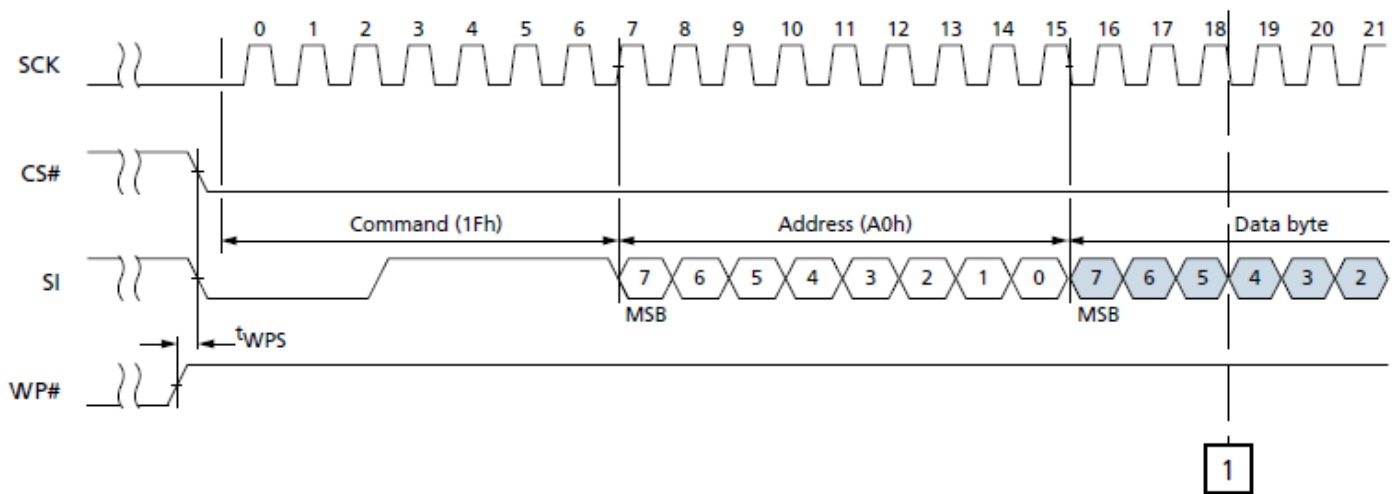 0 1 2 3 4 5 6 7 8 9 10 11 12 13 14 15 16 17 18 19 20 21
SCK
CS#
Command (1Fh) Address (A0h) Data byte
SI 7 6 5 4 3 2 1 0 7 6 5 4 3 2
MSB MSB
tWPS
WP#
1